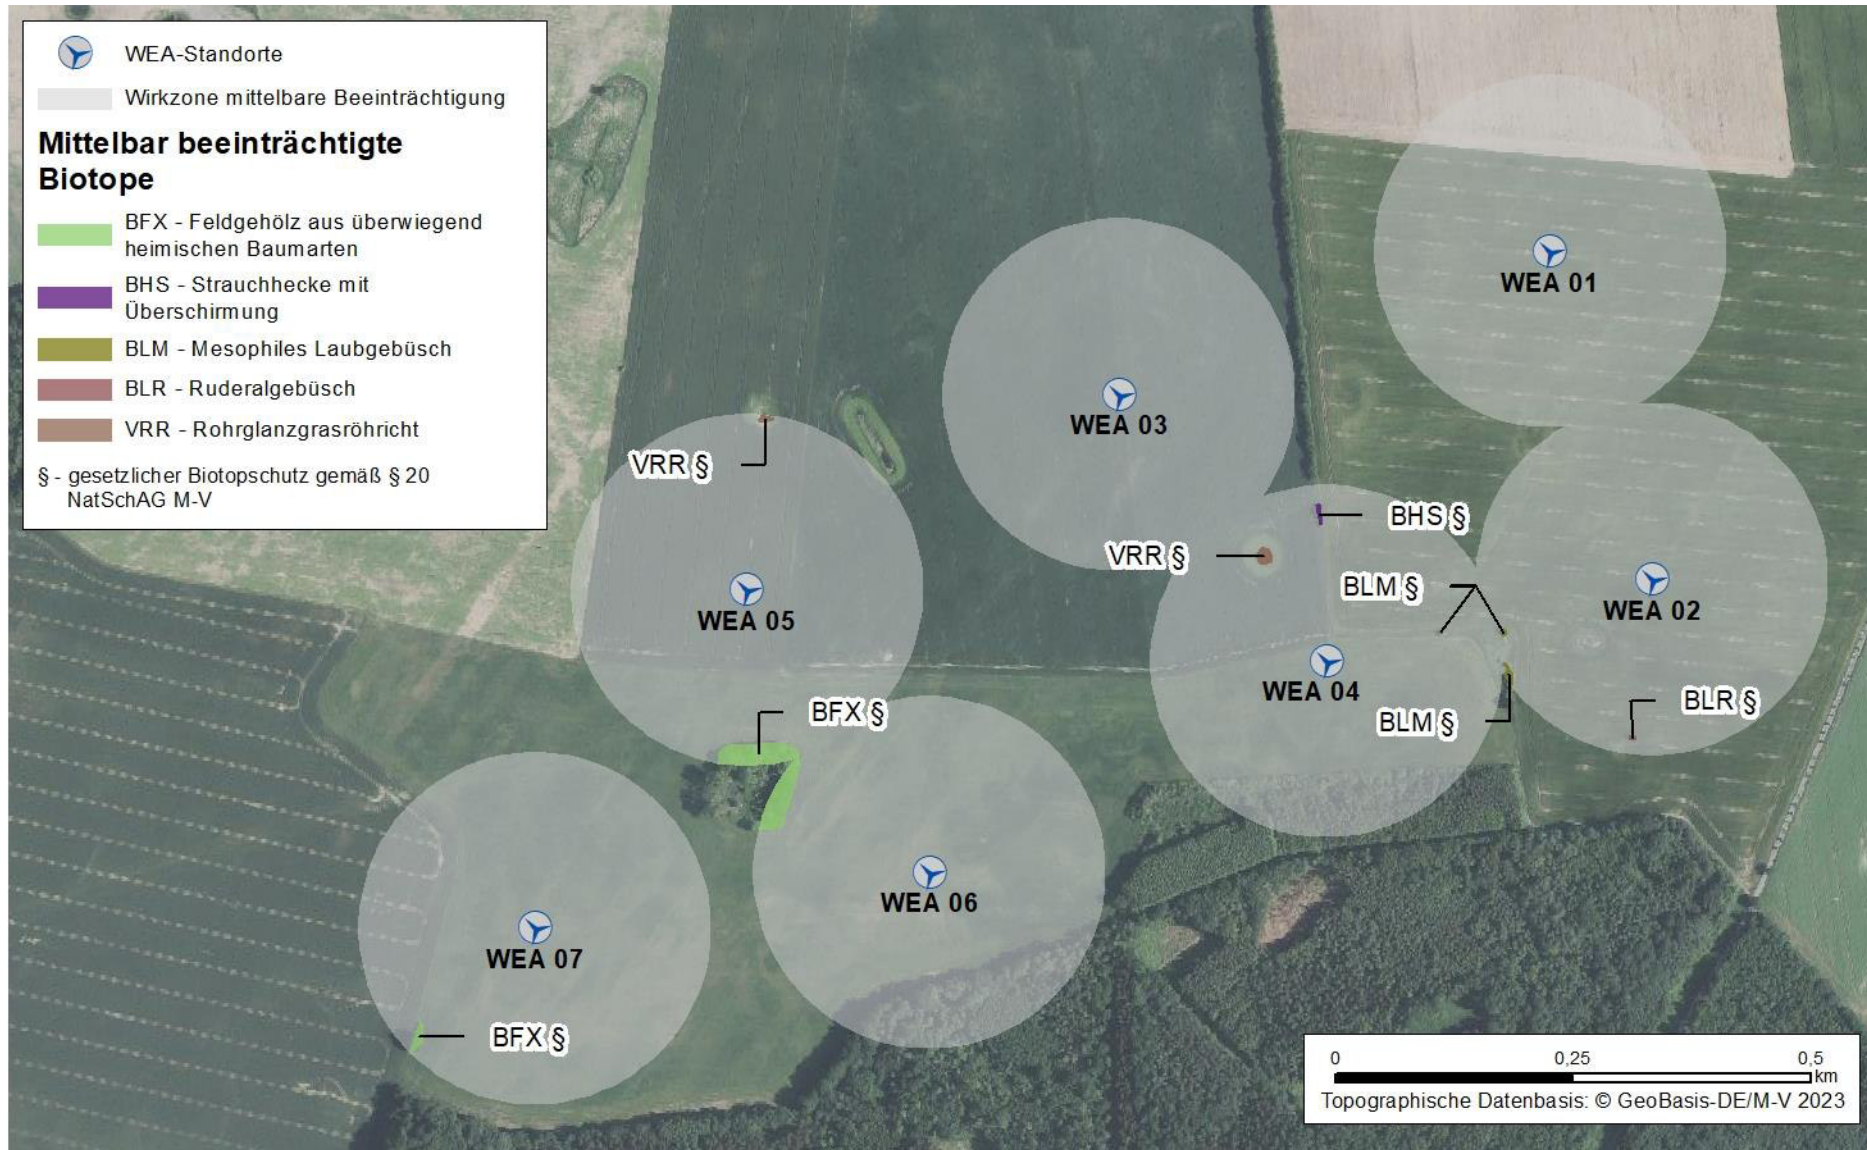 WEA-Standorte
Wirkzone mittelbare Beeinträchtigung
Mittelbar beeinträchtigte
Biotope
BFX - Feldgehölz aus überwiegend
heimischen Baumarten
BHS - Strauchhecke mit
Überschirmung
BLM - Mesophiles Laubgebüsch
BLR - Ruderalgebüsch
VRR - Rohrglanzgrasröhricht
§ - gesetzlicher Biotopschutz gemäß § 20
NatSchAG M-V
WEA 01
WEA 03
VRR §
BHS §
VRR §
BLM §
WEA 02
WEA 05
WEA 04
BLR §
BFX §
BLM §
WEA 06
WEA 07
BFX §
0 0,25 0,5
km
Topographische Datenbasis: © GeoBasis-DE/M-V 2023